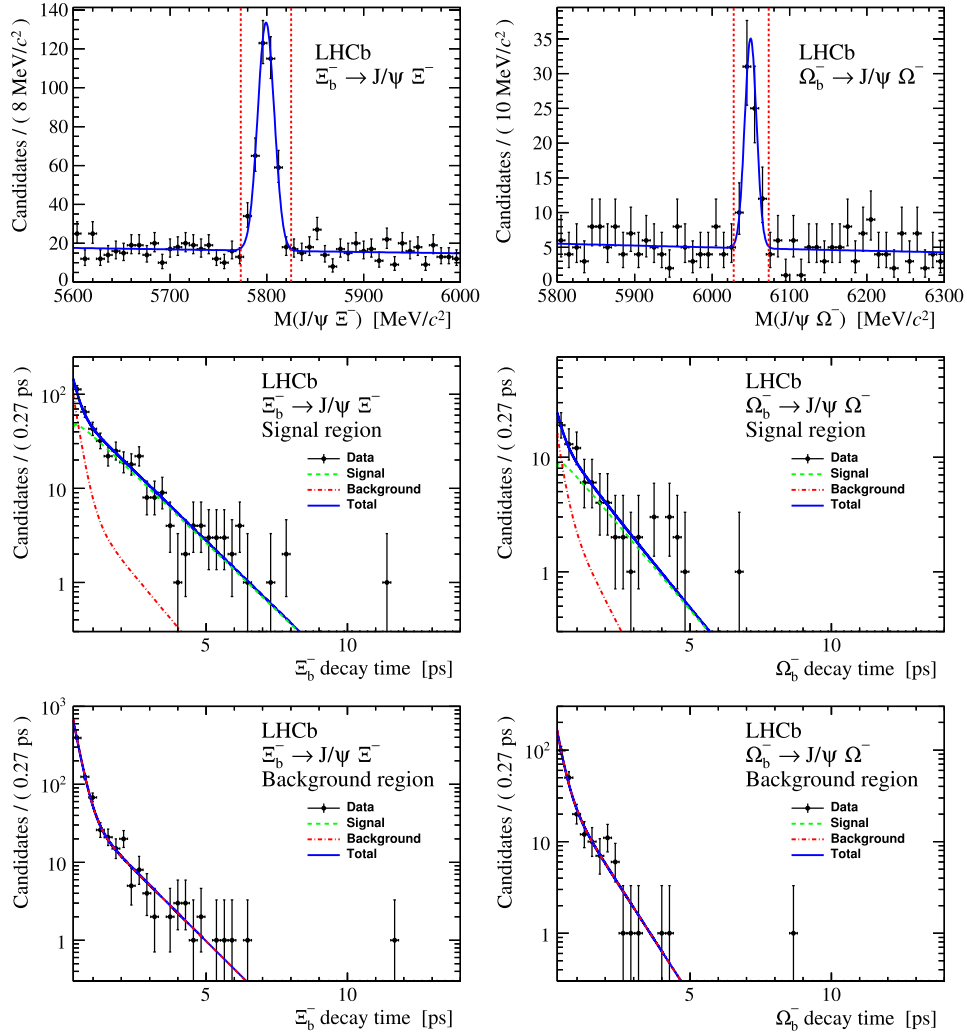 Candidates / ( 8 MeV/c²)
LHCb
Ξb⁻ → J/ψ Ξ⁻
0
20
40
60
80
100
120
140
5600
5700
5800
5900
6000
M(J/ψ Ξ⁻) [MeV/c²]
Candidates / ( 10 MeV/c²)
LHCb
Ωb⁻ → J/ψ Ω⁻
0
5
10
15
20
25
30
35
5800
5900
6000
6100
6200
6300
M(J/ψ Ω⁻) [MeV/c²]
Candidates / ( 0.27 ps )
LHCb
Ξb⁻ → J/ψ Ξ⁻
Signal region
Data
Signal
Background
Total
10²
10
1
5
10
Ξb⁻ decay time [ps]
Candidates / ( 0.27 ps )
LHCb
Ωb⁻ → J/ψ Ω⁻
Signal region
Data
Signal
Background
Total
10
1
5
10
Ωb⁻ decay time [ps]
Candidates / ( 0.27 ps )
LHCb
Ξb⁻ → J/ψ Ξ⁻
Background region
Data
Signal
Background
Total
10³
10²
10
1
5
10
Ξb⁻ decay time [ps]
Candidates / ( 0.27 ps )
LHCb
Ωb⁻ → J/ψ Ω⁻
Background region
Data
Signal
Background
Total
10²
10
1
5
10
Ωb⁻ decay time [ps]